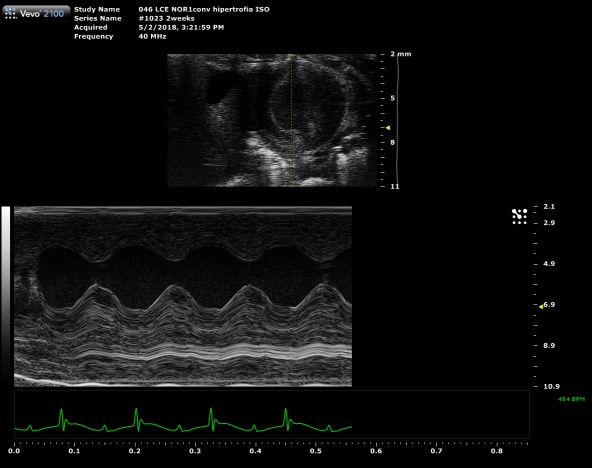 Vevo 2100
Study Name 046 LCE NOR1conv hipertrofia ISO
Series Name #1023 2weeks
Acquired 5/2/2018, 3:21:59 PM
Frequency 40 MHz
2 mm
5
8
11
2.1
2.9
4.9
6.9
8.9
10.9
484 BPM
0.0 0.1 0.2 0.3 0.4 0.5 0.6 0.7 0.8